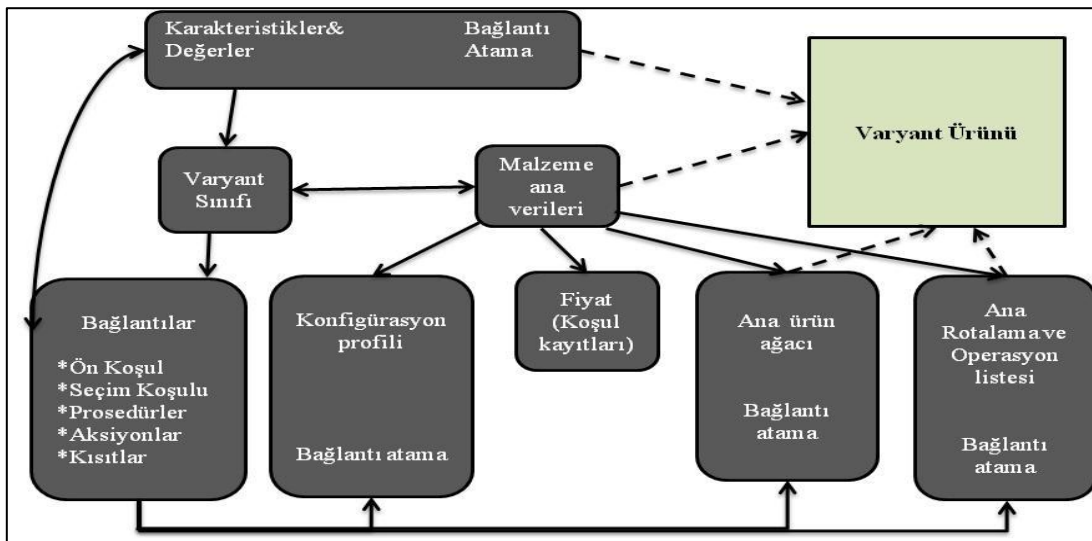 Karakteristikler&
Değerler
Bağlantı
Atama
Varyant Ürünü
Varyant
Sınıfı
Malzeme
ana
verileri
Bağlantılar
*Ön Koşul
*Seçim Koşulu
*Prosedürler
*Aksiyonlar
*Kısıtlar
Konfigürasyon
profili
Bağlantı atama
Fiyat
(Koşul
kayıtları)
Ana ürün
ağacı
Bağlantı
atama
Ana
Rotalama ve
Operasyon
listesi
Bağlantı
atama